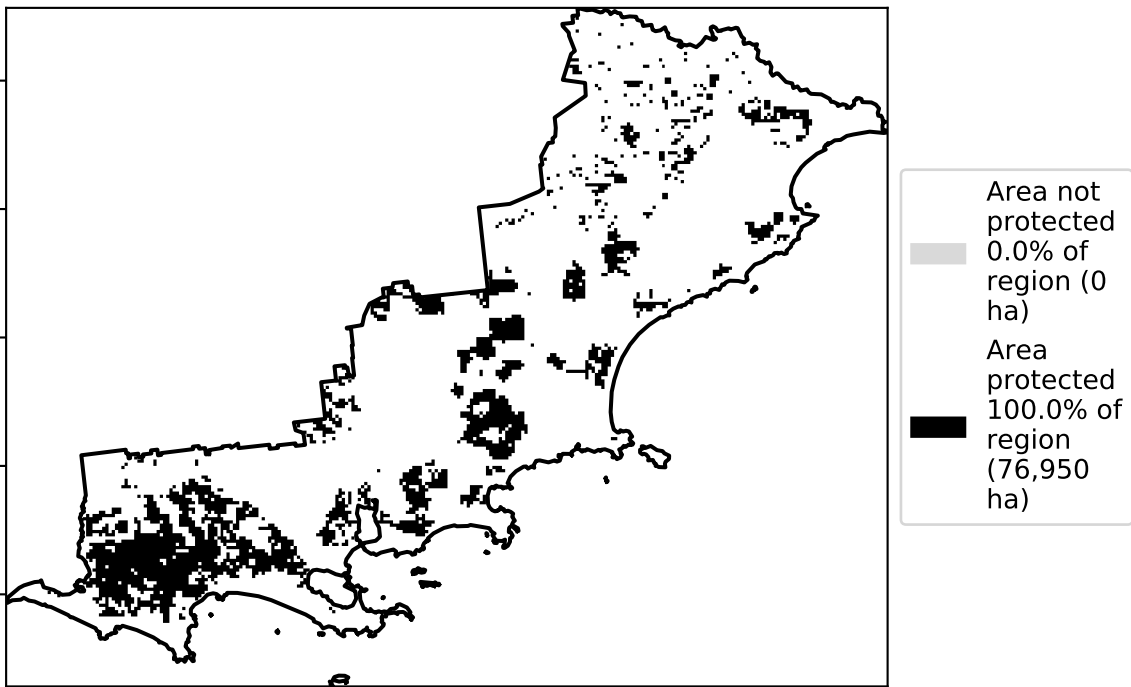 Area not
protected
0.0% of
region (0
ha)
Area
protected
100.0% of
region
(76,950
ha)